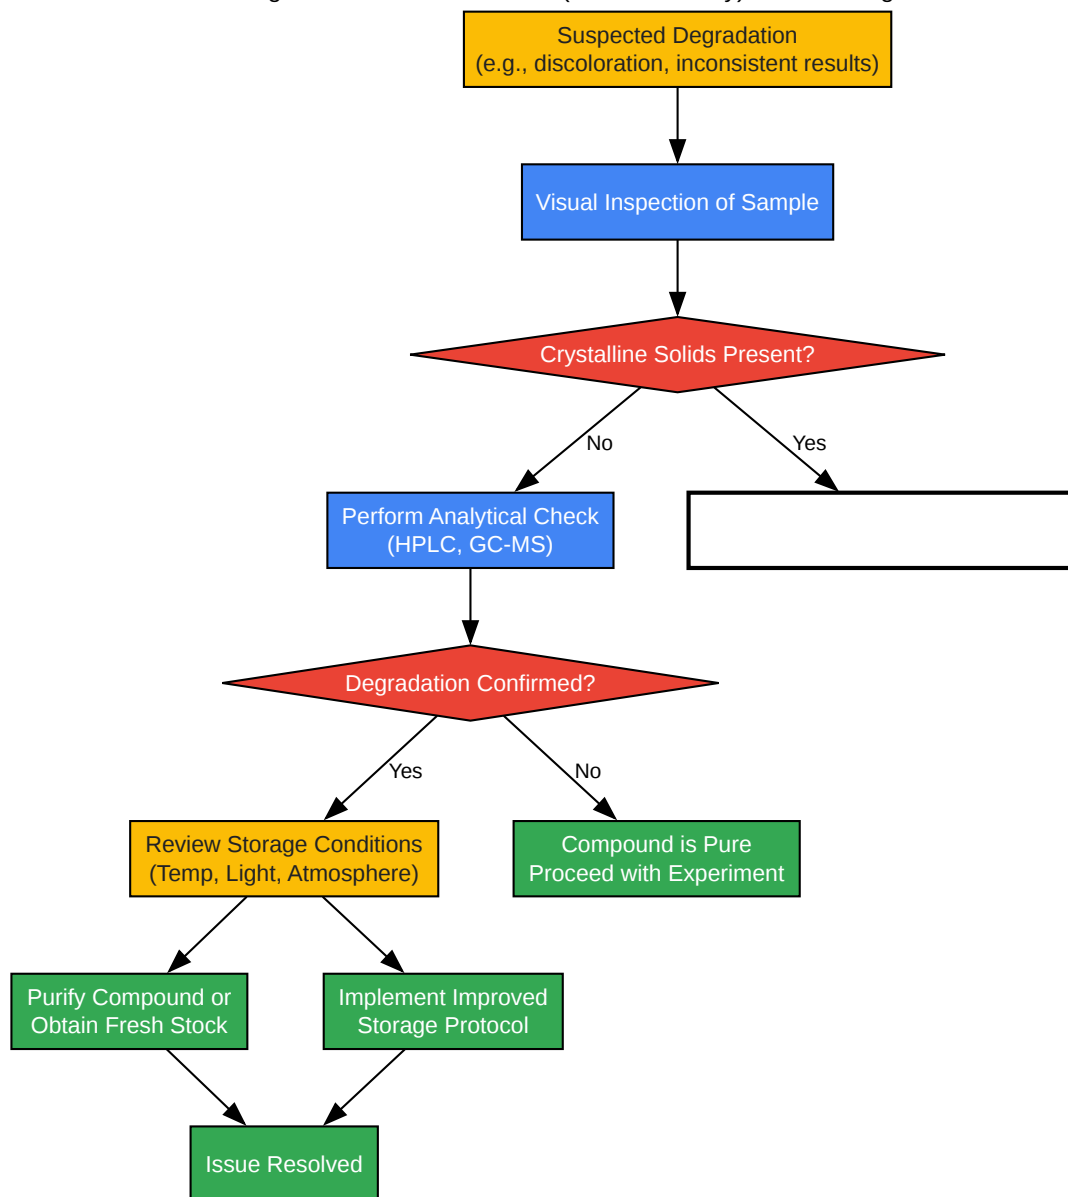 Suspected Degradation
(e.g., discoloration, inconsistent results)
Visual Inspection of Sample
Crystalline Solids Present?
No
Yes
Perform Analytical Check
(HPLC, GC-MS)
Degradation Confirmed?
Yes
No
Review Storage Conditions
(Temp, Light, Atmosphere)
Compound is Pure
Proceed with Experiment
Purify Compound or
Obtain Fresh Stock
Implement Improved
Storage Protocol
Issue Resolved